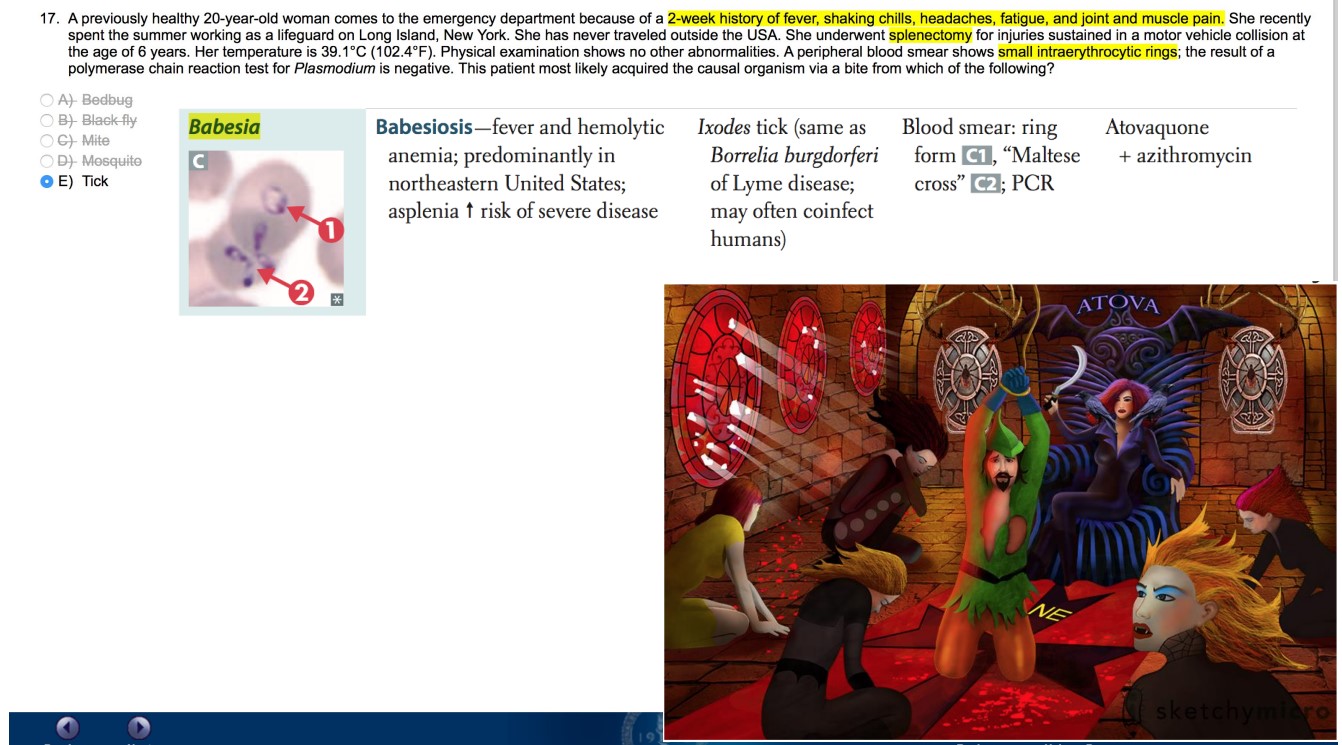 17. A previously healthy 20-year-old woman comes to the emergency department because of a 2-week history of fever, shaking chills, headaches, fatigue, and joint and muscle pain. She recently
spent the summer working as a lifeguard on Long Island, New York. She has never traveled outside the USA. She underwent splenectomy for injuries sustained in a motor vehicle collision at
the age of 6 years. Her temperature is 39.1°C (102.4°F). Physical examination shows no other abnormalities. A peripheral blood smear shows small intraerythrocytic rings; the result of a
polymerase chain reaction test for Plasmodium is negative. This patient most likely acquired the causal organism via a bite from which of the following?
A) Bedbug
B) Black fly
C) Mite
D) Mosquito
E) Tick
Babesia
C
1
2
*
Babesiosis—fever and hemolytic
anemia; predominantly in
northeastern United States;
asplenia ↑ risk of severe disease
Ixodes tick (same as
Borrelia burgdorferi
of Lyme disease;
may often coinfect
humans)
Blood smear: ring
form C1, “Maltese
cross” C2; PCR
Atovaquone
+ azithromycin
ATOVA
NE
sketchymicro
19